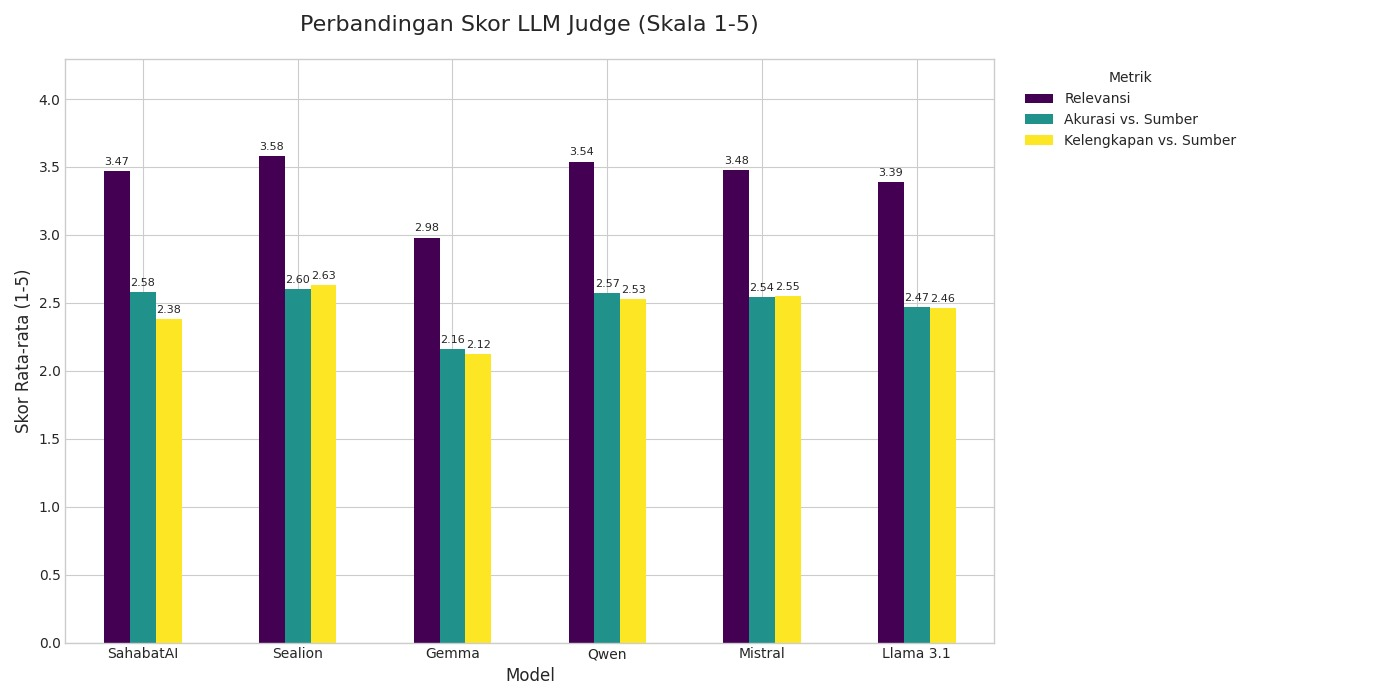 Perbandingan Skor LLM Judge (Skala 1-5)
Metrik
Relevansi
Akurasi vs. Sumber
Kelengkapan vs. Sumber
Skor Rata-rata (1-5)
4.0
3.5
3.0
2.5
2.0
1.5
1.0
0.5
0.0
3.47
2.58
2.38
3.58
2.60
2.63
2.98
2.16
2.12
3.54
2.57
2.53
3.48
2.54
2.55
3.39
2.47
2.46
SahabatAI
Sealion
Gemma
Qwen
Mistral
Llama 3.1
Model